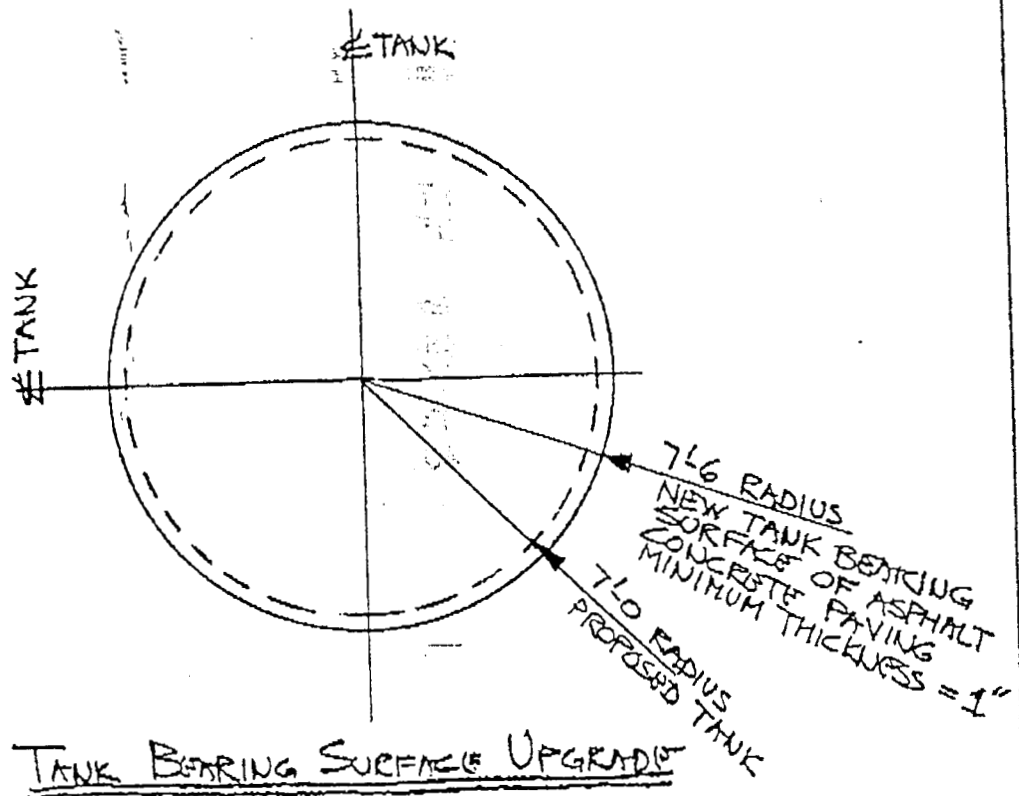 ℄ TANK
℄ TANK
7'-6 RADIUS
NEW TANK BEARING
SURFACE OF ASPHALT
CONCRETE PAVING
MINIMUM THICKNESS = 1"
7'-0 RADIUS
PROPOSED TANK
TANK BEARING SURFACE UPGRADE